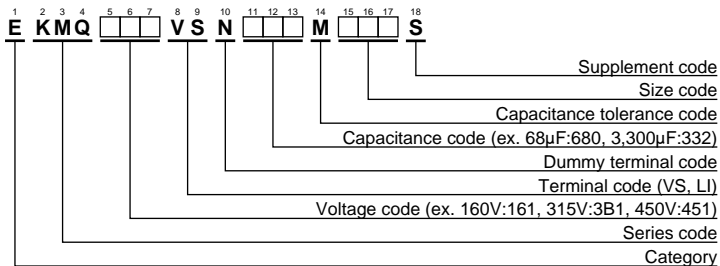 1 2 3 4 5 6 7 8 9 10 11 12 13 14 15 16 17 18
E KMQ VS N M S
Supplement code
Size code
Capacitance tolerance code
Capacitance code (ex. 68μF:680, 3,300μF:332)
Dummy terminal code
Terminal code (VS, LI)
Voltage code (ex. 160V:161, 315V:3B1, 450V:451)
Series code
Category